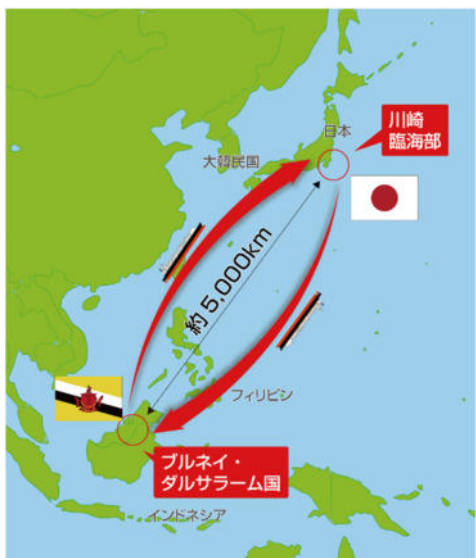 日本
川崎
臨海部
大韓民国
約5,000km
フィリピン
ブルネイ・
ダルサラーム国
インドネシア